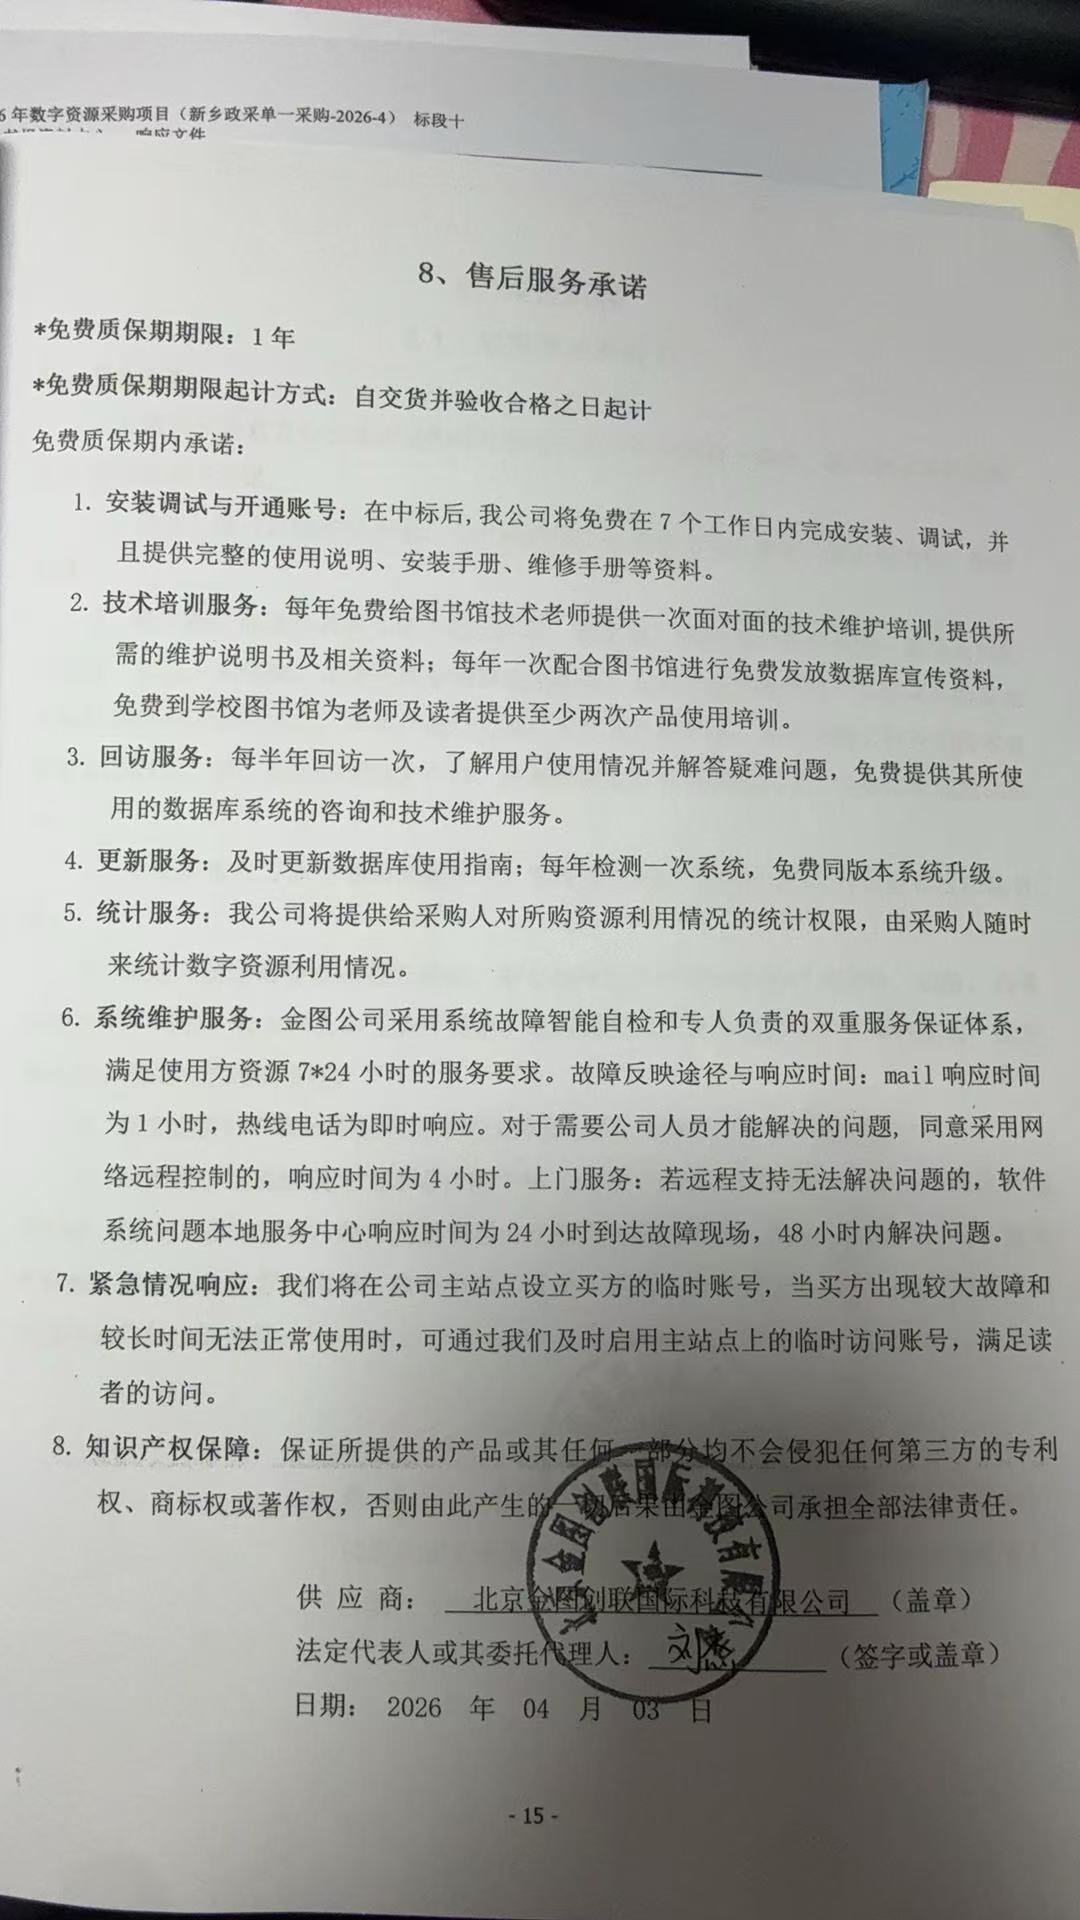 6 年数字资源采购项目（新乡政采单一采购-2026-4） 标段十
响应文件
8、售后服务承诺
*免费质保期期限：1 年
*免费质保期期限起计方式：自交货并验收合格之日起计
免费质保期内承诺：
1. 安装调试与开通账号：在中标后,我公司将免费在 7 个工作日内完成安装、调试，并
且提供完整的使用说明、安装手册、维修手册等资料。
2. 技术培训服务：每年免费给图书馆技术老师提供一次面对面的技术维护培训,提供所
需的维护说明书及相关资料；每年一次配合图书馆进行免费发放数据库宣传资料，
免费到学校图书馆为老师及读者提供至少两次产品使用培训。
3. 回访服务：每半年回访一次，了解用户使用情况并解答疑难问题，免费提供其所使
用的数据库系统的咨询和技术维护服务。
4. 更新服务：及时更新数据库使用指南；每年检测一次系统，免费同版本系统升级。
5. 统计服务：我公司将提供给采购人对所购资源利用情况的统计权限，由采购人随时
来统计数字资源利用情况。
6. 系统维护服务：金图公司采用系统故障智能自检和专人负责的双重服务保证体系，
满足使用方资源 7*24 小时的服务要求。故障反映途径与响应时间：mail 响应时间
为 1 小时，热线电话为即时响应。对于需要公司人员才能解决的问题, 同意采用网
络远程控制的，响应时间为 4 小时。上门服务：若远程支持无法解决问题的，软件
系统问题本地服务中心响应时间为 24 小时到达故障现场，48 小时内解决问题。
7. 紧急情况响应：我们将在公司主站点设立买方的临时账号，当买方出现较大故障和
较长时间无法正常使用时，可通过我们及时启用主站点上的临时访问账号，满足读
者的访问。
8. 知识产权保障：保证所提供的产品或其任何一部分均不会侵犯任何第三方的专利
权、商标权或著作权，否则由此产生的一切后果由金图公司承担全部法律责任。
供 应 商： 北京金图创联国际科技有限公司 （盖章）
法定代表人或其委托代理人： （签字或盖章）
日期： 2026 年 04 月 03 日
北京金图创联国际科技有限公司
- 15 -